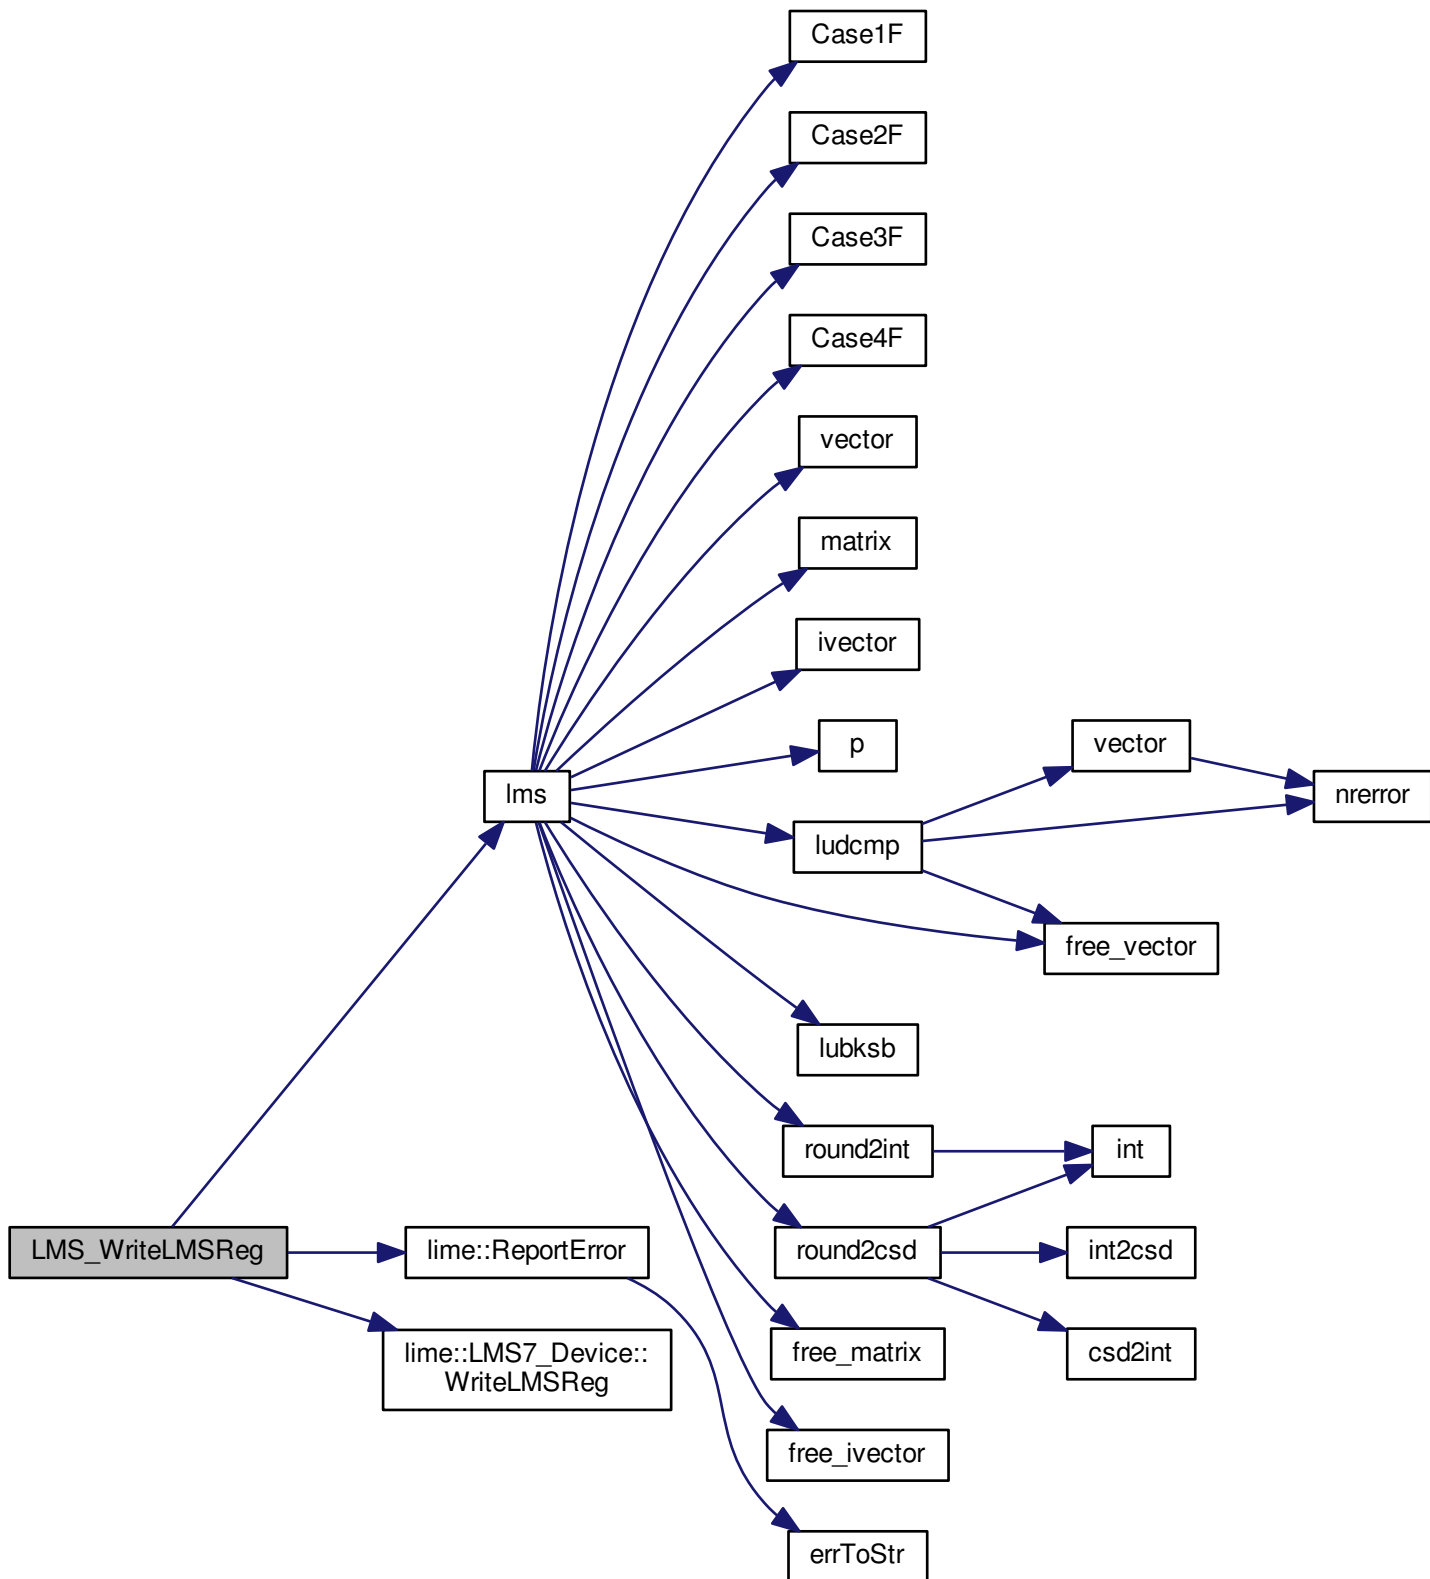 Case1F
Case2F
Case3F
Case4F
vector
matrix
ivector
p
vector
lms
nrerror
ludcmp
free_vector
lubksb
round2int
int
LMS_WriteLMSReg
lime::ReportError
round2csd
int2csd
lime::LMS7_Device::
WriteLMSReg
free_matrix
csd2int
free_ivector
errToStr